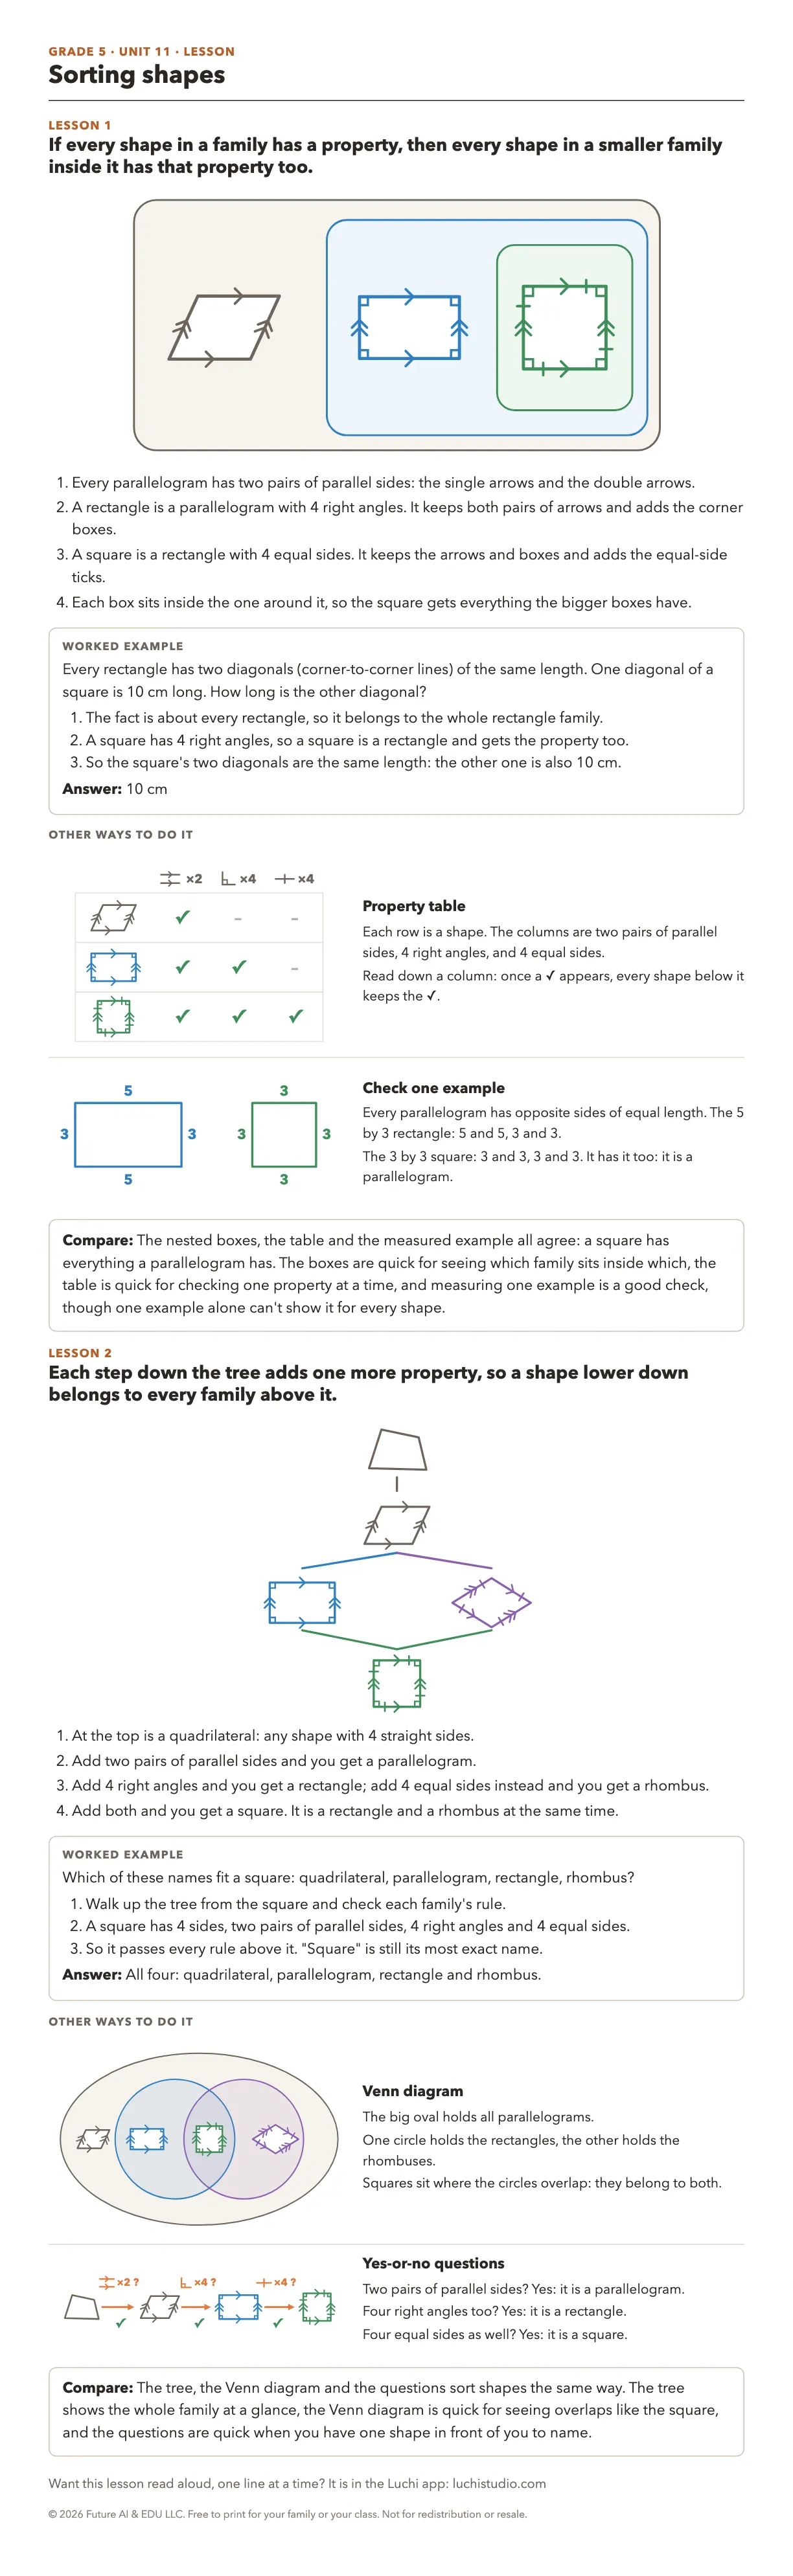 GRADE 5 · UNIT 11 · LESSON
Sorting shapes
LESSON 1
If every shape in a family has a property, then every shape in a smaller family
inside it has that property too.
1. Every parallelogram has two pairs of parallel sides: the single arrows and the double arrows.
2. A rectangle is a parallelogram with 4 right angles. It keeps both pairs of arrows and adds the corner
boxes.
3. A square is a rectangle with 4 equal sides. It keeps the arrows and boxes and adds the equal-side
ticks.
4. Each box sits inside the one around it, so the square gets everything the bigger boxes have.
WORKED EXAMPLE
Every rectangle has two diagonals (corner-to-corner lines) of the same length. One diagonal of a
square is 10 cm long. How long is the other diagonal?
1. The fact is about every rectangle, so it belongs to the whole rectangle family.
2. A square has 4 right angles, so a square is a rectangle and gets the property too.
3. So the square's two diagonals are the same length: the other one is also 10 cm.
Answer: 10 cm
OTHER WAYS TO DO IT
×2 ×4 ×4
✓ – –
✓ ✓ –
✓ ✓ ✓
Property table
Each row is a shape. The columns are two pairs of parallel
sides, 4 right angles, and 4 equal sides.
Read down a column: once a ✓ appears, every shape below it
keeps the ✓.
5 3
3 3 3 3
5 3
Check one example
Every parallelogram has opposite sides of equal length. The 5
by 3 rectangle: 5 and 5, 3 and 3.
The 3 by 3 square: 3 and 3, 3 and 3. It has it too: it is a
parallelogram.
Compare: The nested boxes, the table and the measured example all agree: a square has
everything a parallelogram has. The boxes are quick for seeing which family sits inside which, the
table is quick for checking one property at a time, and measuring one example is a good check,
though one example alone can't show it for every shape.
LESSON 2
Each step down the tree adds one more property, so a shape lower down
belongs to every family above it.
1. At the top is a quadrilateral: any shape with 4 straight sides.
2. Add two pairs of parallel sides and you get a parallelogram.
3. Add 4 right angles and you get a rectangle; add 4 equal sides instead and you get a rhombus.
4. Add both and you get a square. It is a rectangle and a rhombus at the same time.
WORKED EXAMPLE
Which of these names fit a square: quadrilateral, parallelogram, rectangle, rhombus?
1. Walk up the tree from the square and check each family's rule.
2. A square has 4 sides, two pairs of parallel sides, 4 right angles and 4 equal sides.
3. So it passes every rule above it. "Square" is still its most exact name.
Answer: All four: quadrilateral, parallelogram, rectangle and rhombus.
OTHER WAYS TO DO IT
Venn diagram
The big oval holds all parallelograms.
One circle holds the rectangles, the other holds the
rhombuses.
Squares sit where the circles overlap: they belong to both.
×2 ? ×4 ? ×4 ?
✓ ✓ ✓
Yes-or-no questions
Two pairs of parallel sides? Yes: it is a parallelogram.
Four right angles too? Yes: it is a rectangle.
Four equal sides as well? Yes: it is a square.
Compare: The tree, the Venn diagram and the questions sort shapes the same way. The tree
shows the whole family at a glance, the Venn diagram is quick for seeing overlaps like the square,
and the questions are quick when you have one shape in front of you to name.
Want this lesson read aloud, one line at a time? It is in the Luchi app: luchistudio.com
© 2026 Future AI & EDU LLC. Free to print for your family or your class. Not for redistribution or resale.